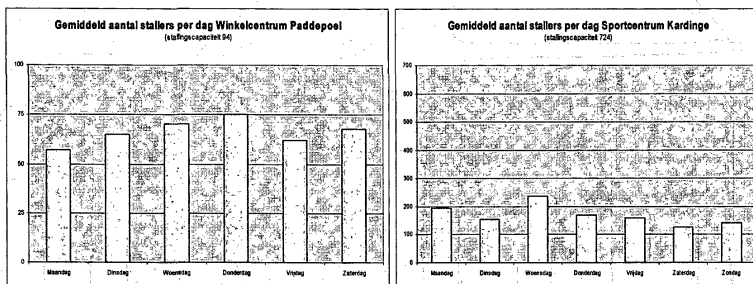 Gemiddeld aantal stallers per dag Winkelcentrum Paddepoel
(stallingscapaciteit 94)
100
75
50
25
0
Maandag Dinsdag Woensdag Donderdag Vrijdag Zaterdag
Gemiddeld aantal stallers per dag Sportcentrum Kardinge
(stallingscapaciteit 724)
700
600
500
400
300
200
100
0
Maandag Dinsdag Woensdag Donderdag Vrijdag Zaterdag Zondag